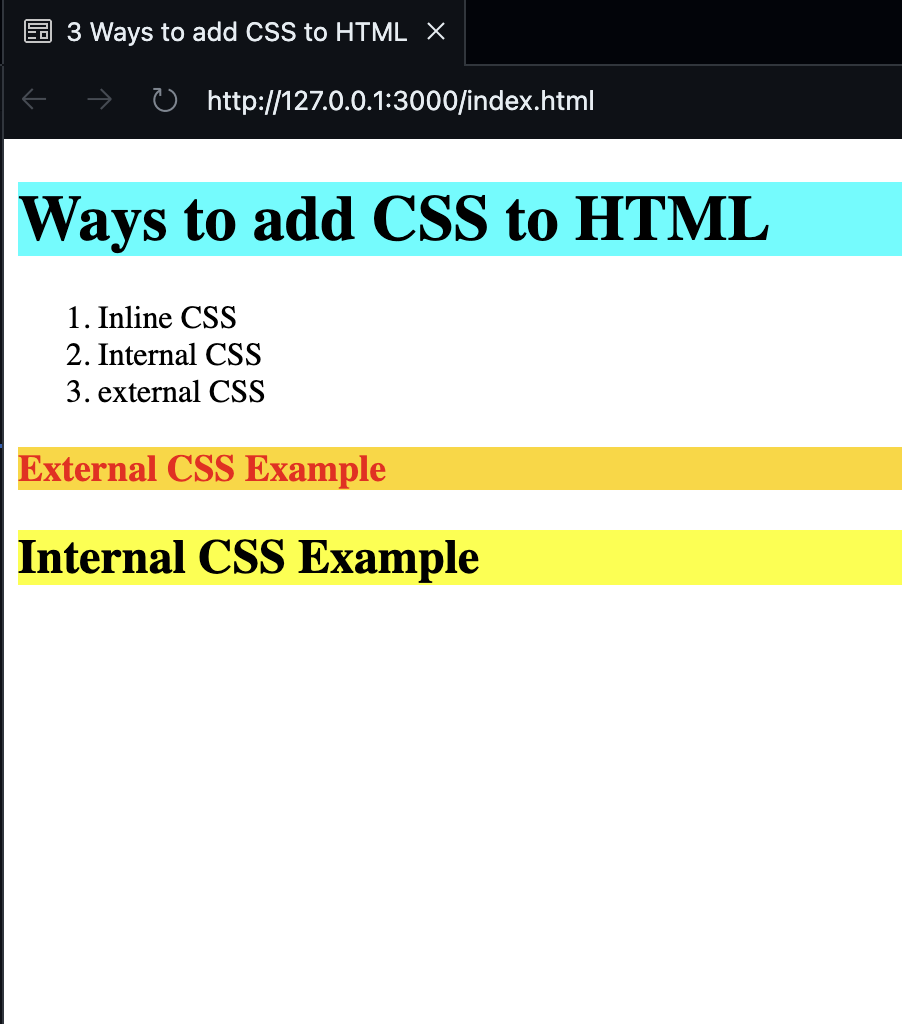 3 Ways to add CSS to HTML
http://127.0.0.1:3000/index.html
Ways to add CSS to HTML
1. Inline CSS
2. Internal CSS
3. external CSS
External CSS Example
Internal CSS Example